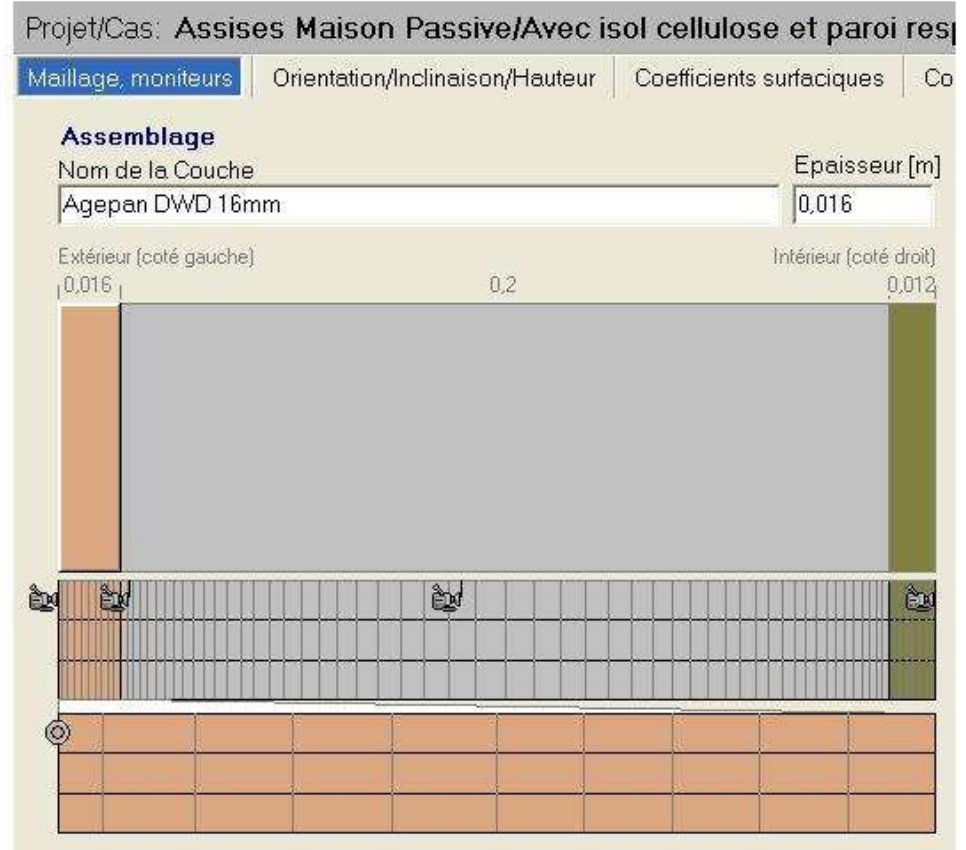 Projet/Cas: Assises Maison Passive/Avec isol cellulose et paroi resp
Maillage, moniteurs Orientation/Inclinaison/Hauteur Coefficients surfaciques Co
Assemblage
Nom de la Couche Epaisseur [m]
Agepan DWD 16mm 0,016
Extérieur (coté gauche) Intérieur (coté droit)
0,016 0,2 0,012